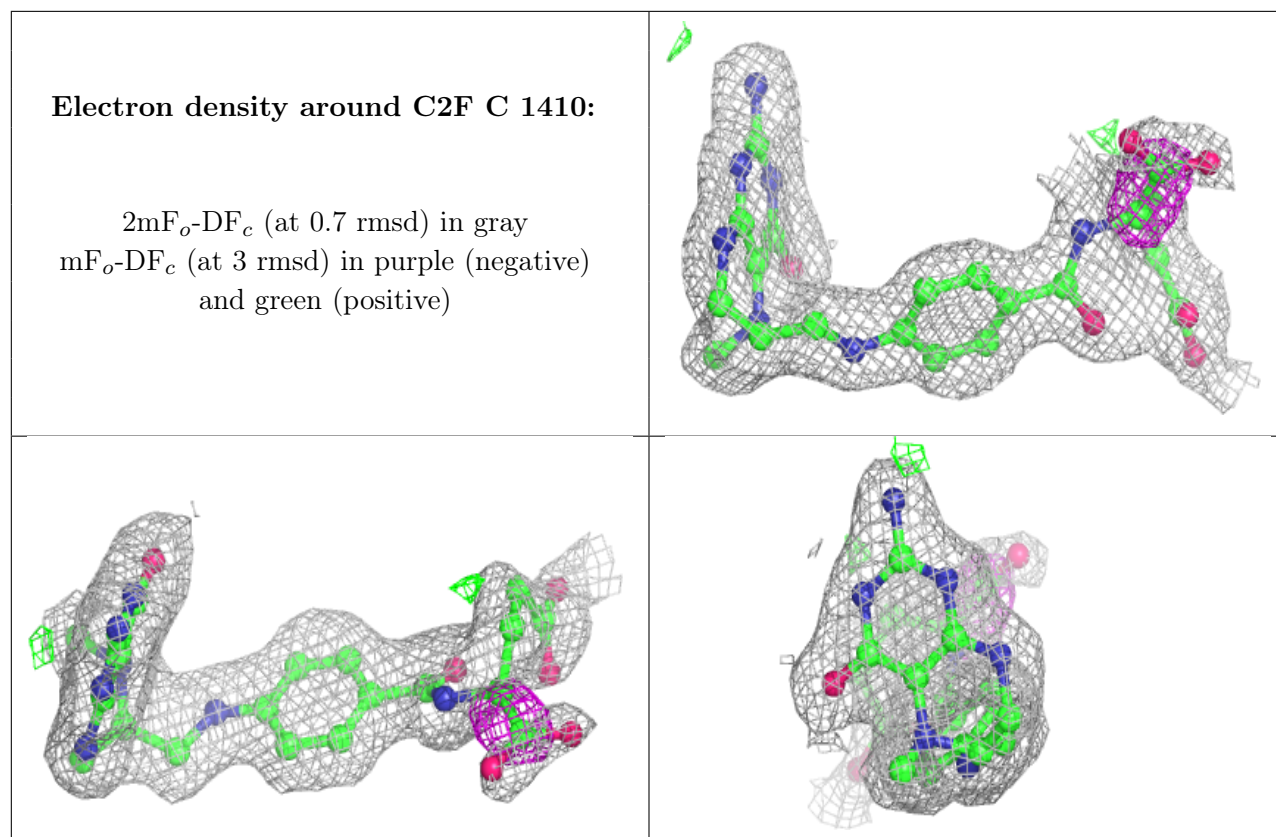 Electron density around C2F C 1410:
2mFo-DFc (at 0.7 rmsd) in gray
mFo-DFc (at 3 rmsd) in purple (negative)
and green (positive)